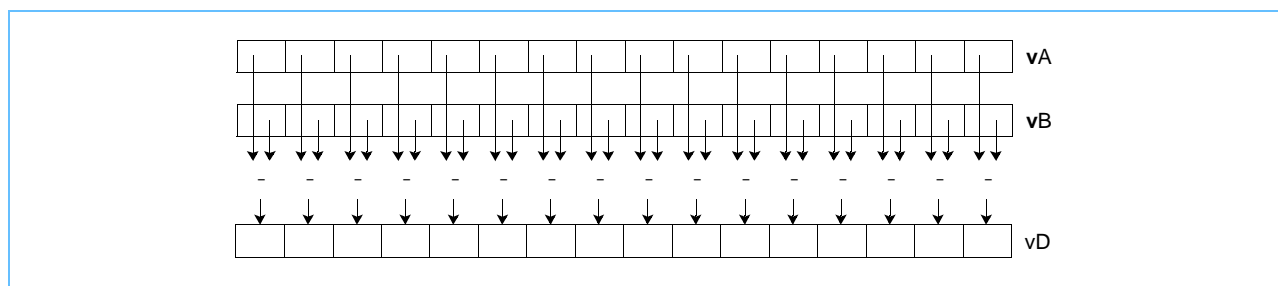 vA
vB
– – – – – – – – – – – – – – – –
vD